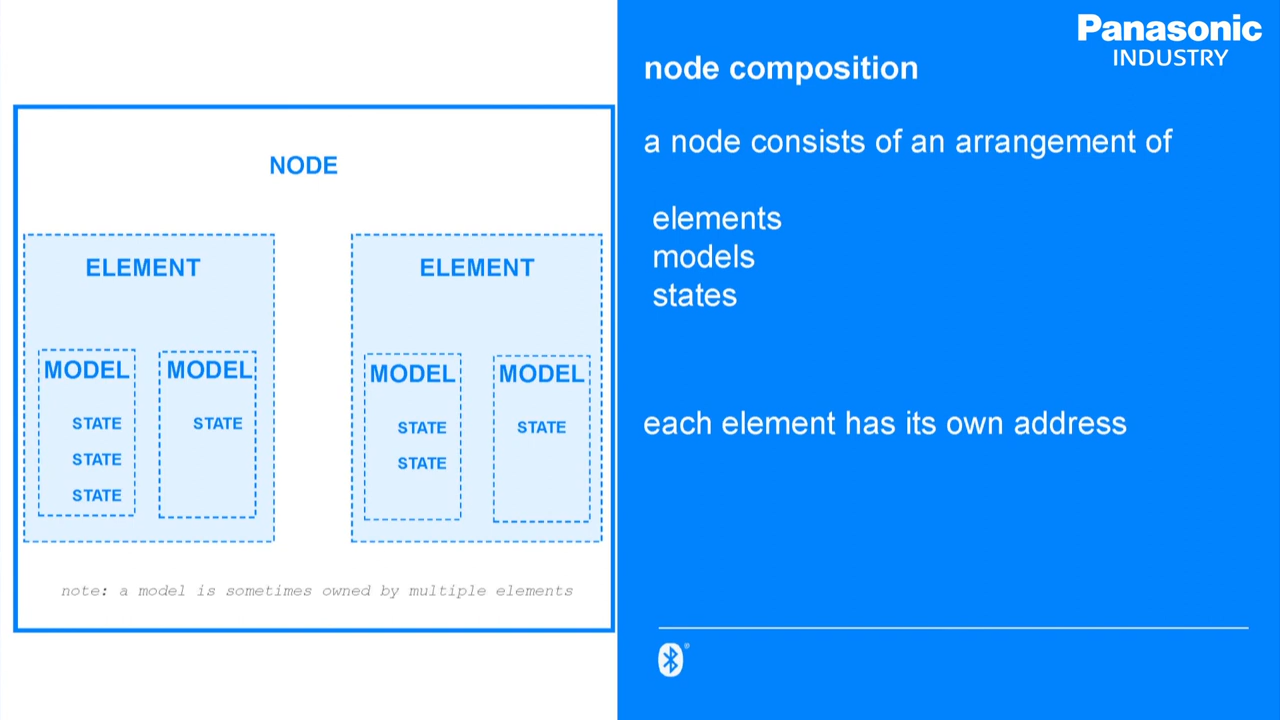 NODE
ELEMENT
MODEL
STATE
STATE
STATE
MODEL
STATE
ELEMENT
MODEL
STATE
STATE
MODEL
STATE
note: a model is sometimes owned by multiple elements
Panasonic
INDUSTRY
node composition
a node consists of an arrangement of
elements
models
states
each element has its own address